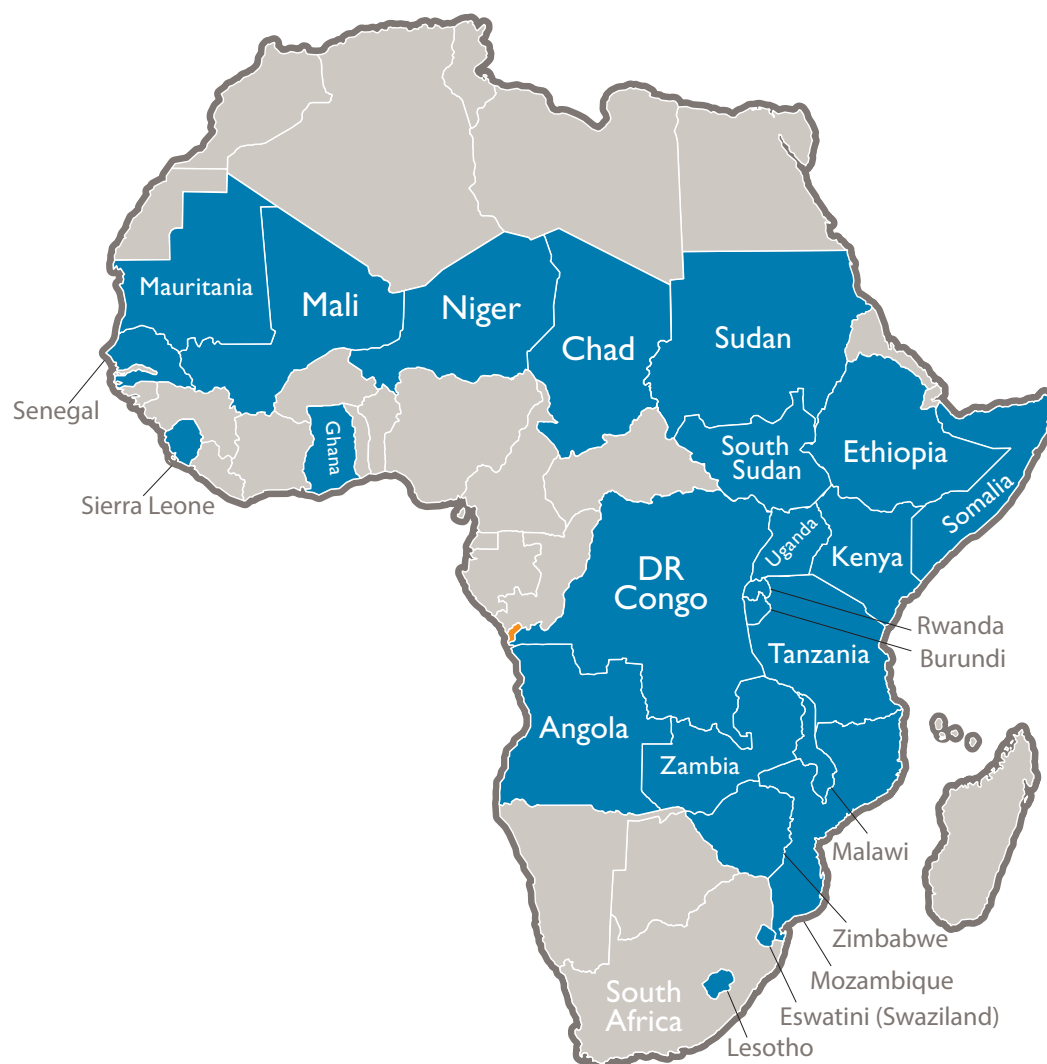 Mauritania
Mali
Niger
Chad
Sudan
Senegal
Ghana
Sierra Leone
South
Sudan
Ethiopia
Somalia
Uganda
Kenya
DR
Congo
Rwanda
Burundi
Tanzania
Angola
Zambia
Malawi
Zimbabwe
Mozambique
Eswatini (Swaziland)
South
Africa
Lesotho